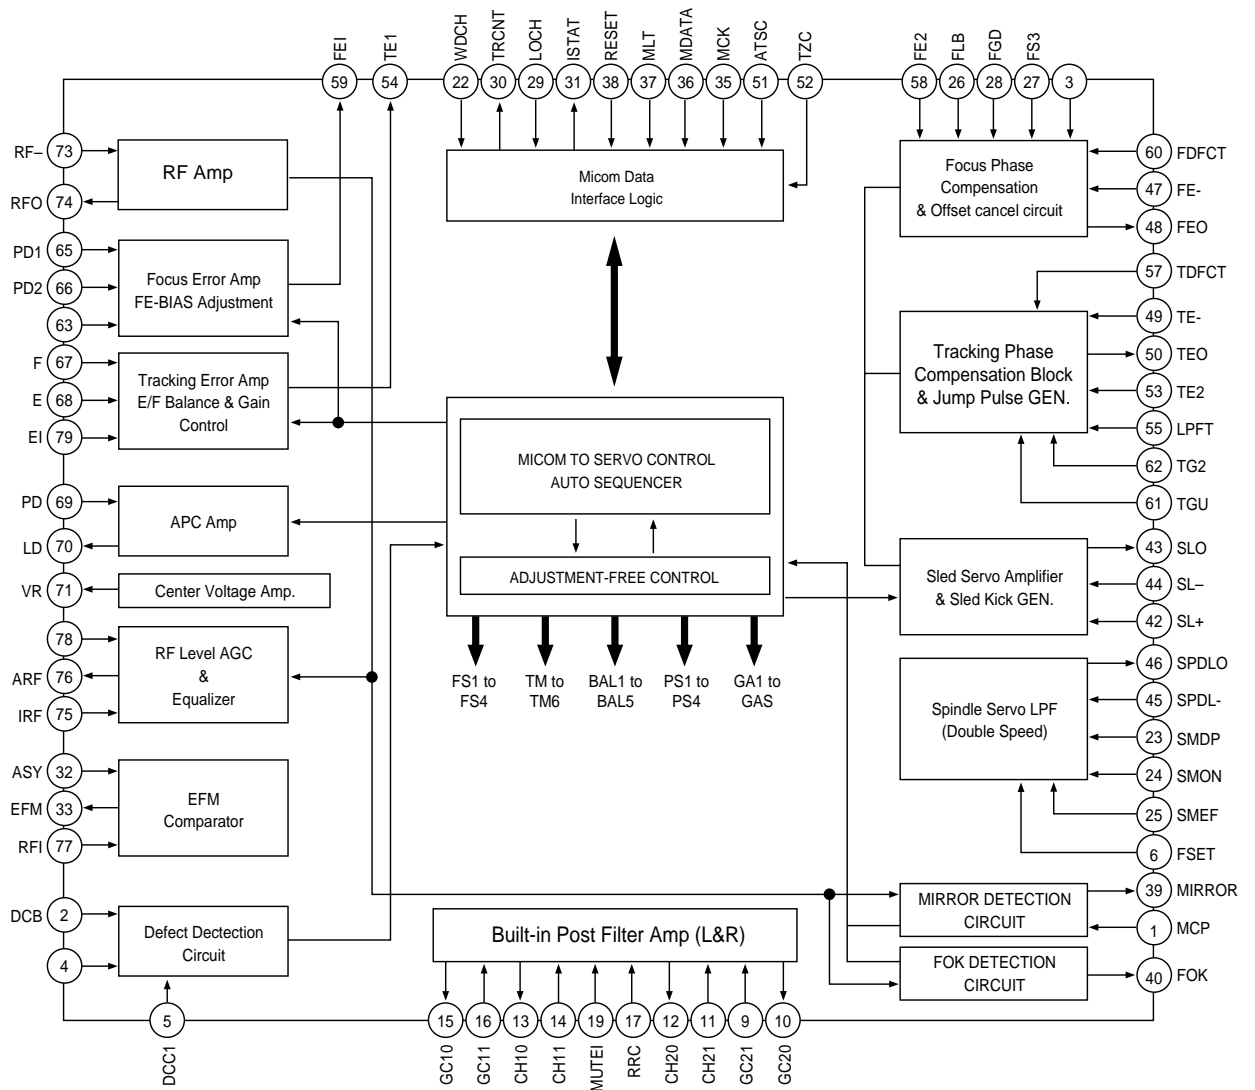 FEI
TE1
WDCH
TRCNT
LOCH
ISTAT
RESET
MLT
MDATA
MCK
ATSC
TZC
FE2
FLB
FGD
FS3
59
54
22
30
29
31
38
37
36
35
51
52
58
26
28
27
3
RF–
73
RFO
74
RF Amp
PD1
65
PD2
66
63
Focus Error Amp
FE-BIAS Adjustment
F
67
E
68
EI
79
Tracking Error Amp
E/F Balance & Gain
Control
PD
69
LD
70
APC Amp
VR
71
Center Voltage Amp.
78
ARF
76
IRF
75
RF Level AGC
&
Equalizer
ASY
32
EFM
33
RFI
77
EFM
Comparator
DCB
2
4
Defect Dectection
Circuit
5
DCC1
Micom Data
Interface Logic
MICOM TO SERVO CONTROL
AUTO SEQUENCER
ADJUSTMENT-FREE CONTROL
FS1 to
FS4
TM to
TM6
BAL1 to
BAL5
PS1 to
PS4
GA1 to
GAS
Built-in Post Filter Amp (L&R)
15
16
13
14
19
17
12
11
9
10
GC10
GC11
CH10
CH11
MUTEI
RRC
CH20
CH21
GC21
GC20
Focus Phase
Compensation
& Offset cancel circuit
60
FDFCT
47
FE-
48
FEO
57
TDFCT
Tracking Phase
Compensation Block
& Jump Pulse GEN.
49
TE-
50
TEO
53
TE2
55
LPFT
62
TG2
61
TGU
Sled Servo Amplifier
& Sled Kick GEN.
43
SLO
44
SL–
42
SL+
Spindle Servo LPF
(Double Speed)
46
SPDLO
45
SPDL-
23
SMDP
24
SMON
25
SMEF
6
FSET
MIRROR DETECTION
CIRCUIT
39
MIRROR
1
MCP
FOK DETECTION
CIRCUIT
40
FOK